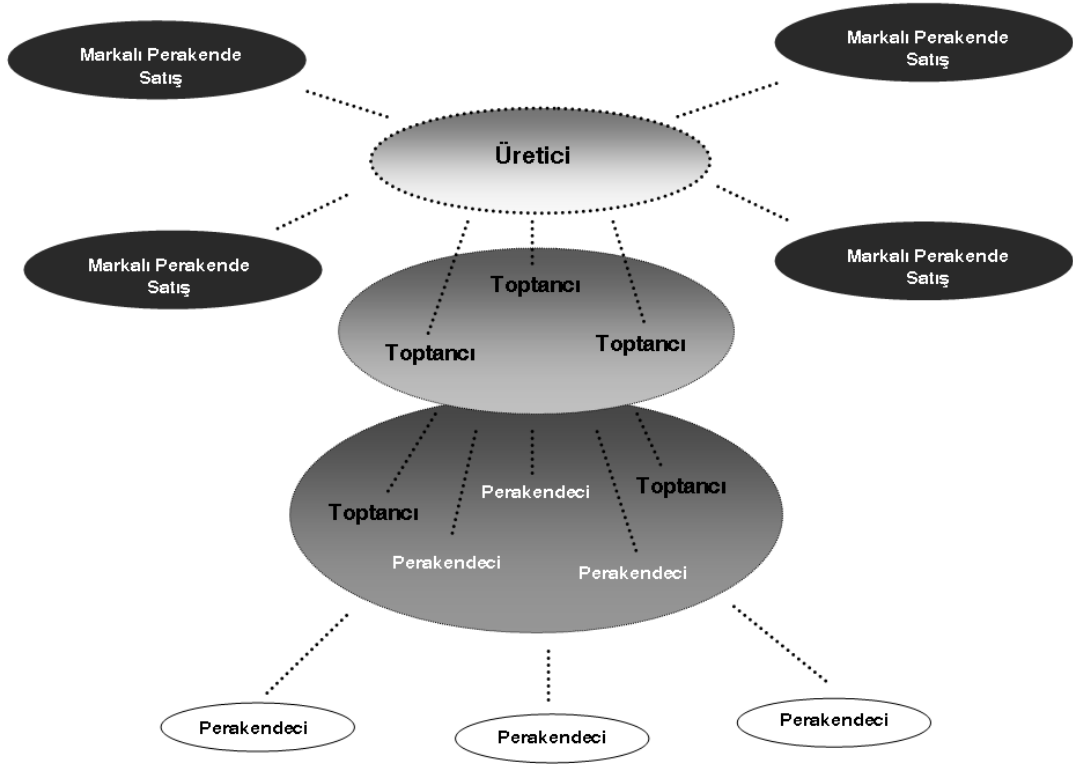 Markalı Perakende
Satış
Markalı Perakende
Satış
Üretici
Markalı Perakende
Satış
Markalı Perakende
Satış
Toptancı
Toptancı
Toptancı
Perakendeci
Toptancı
Toptancı
Perakendeci
Perakendeci
Perakendeci
Perakendeci
Perakendeci